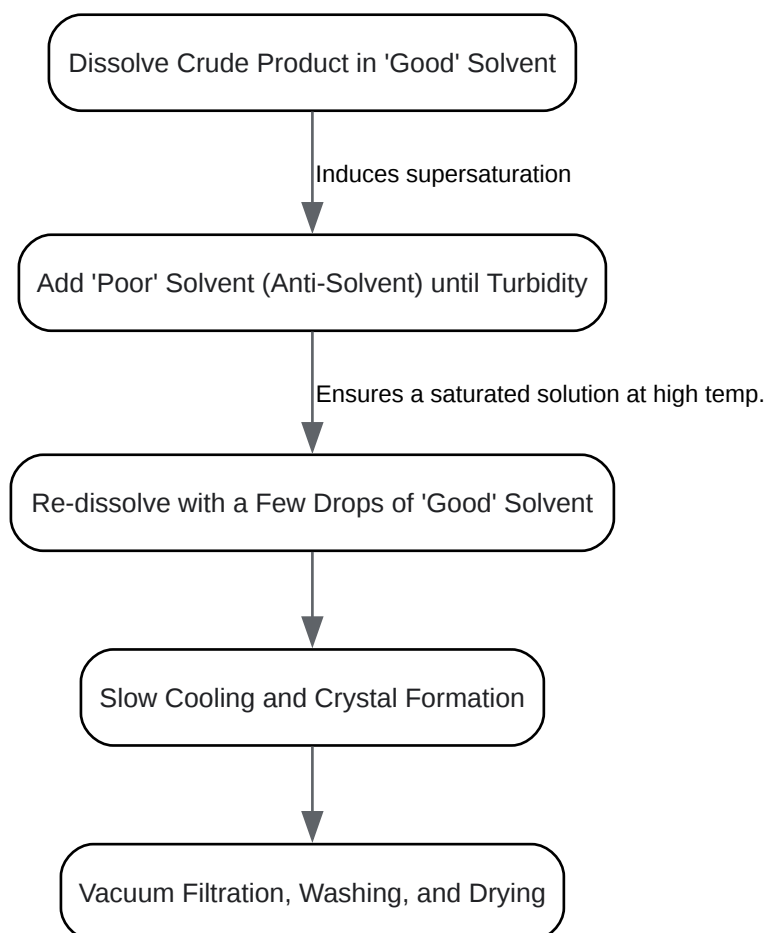 Dissolve Crude Product in 'Good' Solvent
Induces supersaturation
Add 'Poor' Solvent (Anti-Solvent) until Turbidity
Ensures a saturated solution at high temp.
Re-dissolve with a Few Drops of 'Good' Solvent
Slow Cooling and Crystal Formation
Vacuum Filtration, Washing, and Drying